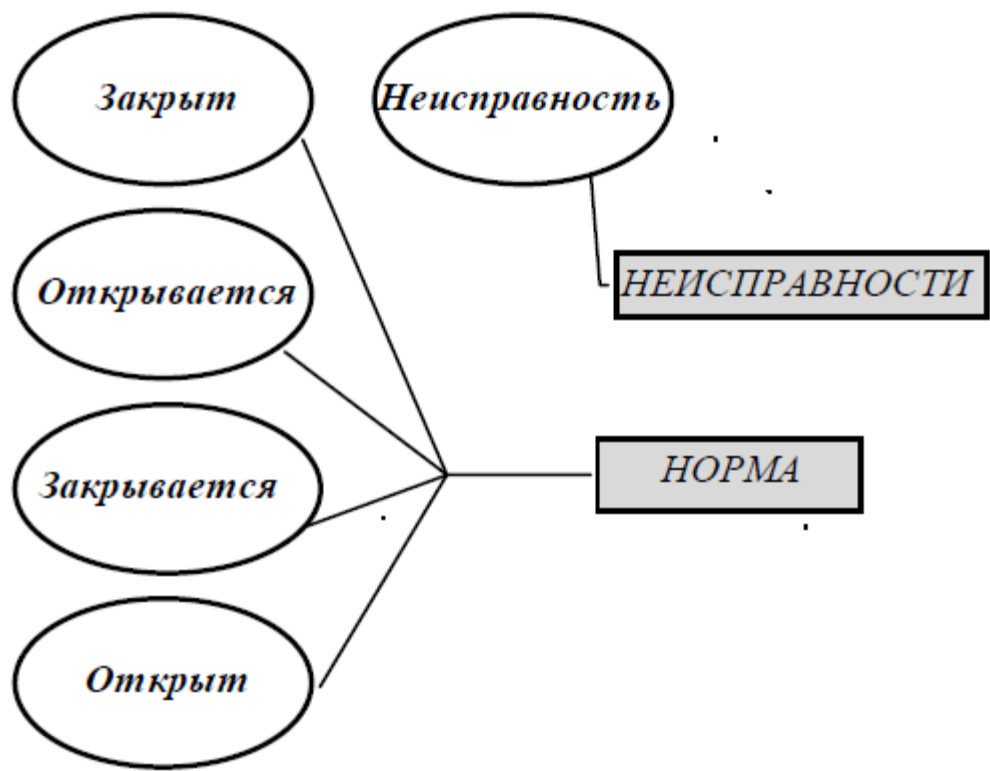 Закрыт
Неисправность
Открывается
НЕИСПРАВНОСТИ
Закрывается
НОРМА
Открыт